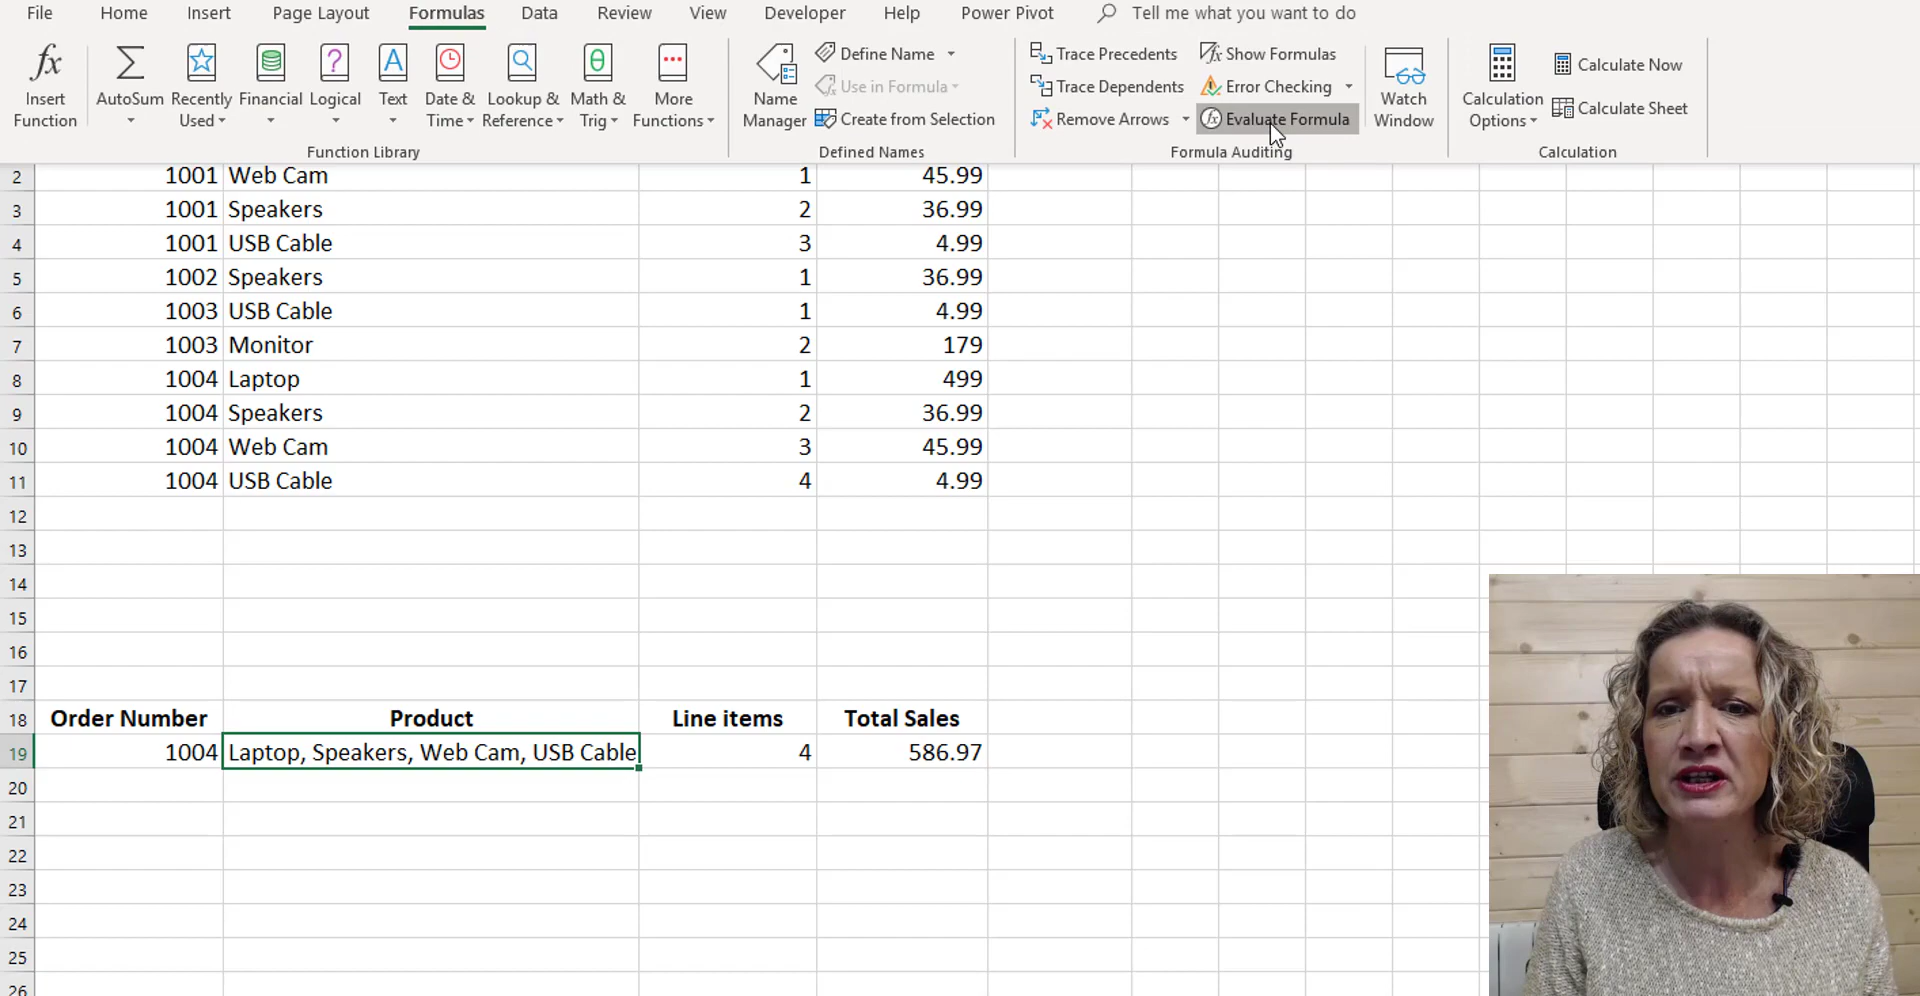 File Home Insert Page Layout Formulas Data Review View Developer Help Power Pivot Tell me what you want to do
Insert Function
AutoSum
Recently Used
Financial
Logical
Text
Date & Time
Lookup & Reference
Math & Trig
More Functions
Function Library
Name Manager
Define Name
Use in Formula
Create from Selection
Defined Names
Trace Precedents
Trace Dependents
Remove Arrows
Show Formulas
Error Checking
Evaluate Formula
Formula Auditing
Watch Window
Calculation Options
Calculate Now
Calculate Sheet
Calculation
2 1001 Web Cam 1 45.99
3 1001 Speakers 2 36.99
4 1001 USB Cable 3 4.99
5 1002 Speakers 1 36.99
6 1003 USB Cable 1 4.99
7 1003 Monitor 2 179
8 1004 Laptop 1 499
9 1004 Speakers 2 36.99
10 1004 Web Cam 3 45.99
11 1004 USB Cable 4 4.99
12
13
14
15
16
17
18 Order Number Product Line items Total Sales
19 1004 Laptop, Speakers, Web Cam, USB Cable 4 586.97
20
21
22
23
24
25
26